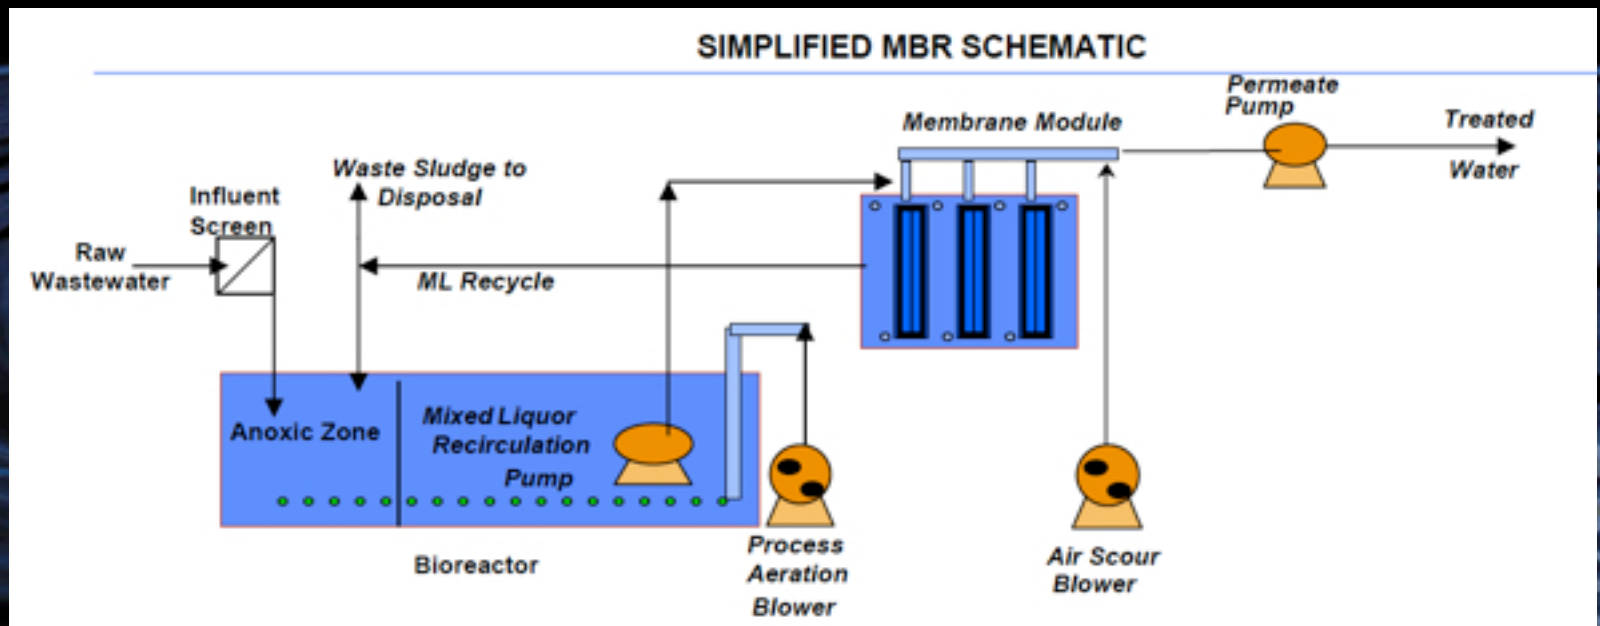 SIMPLIFIED MBR SCHEMATIC
Permeate
Pump
Membrane Module
Treated
Water
Waste Sludge to
Disposal
Influent
Screen
Raw
Wastewater
ML Recycle
Anoxic Zone
Mixed Liquor
Recirculation
Pump
Bioreactor
Process
Aeration
Blower
Air Scour
Blower